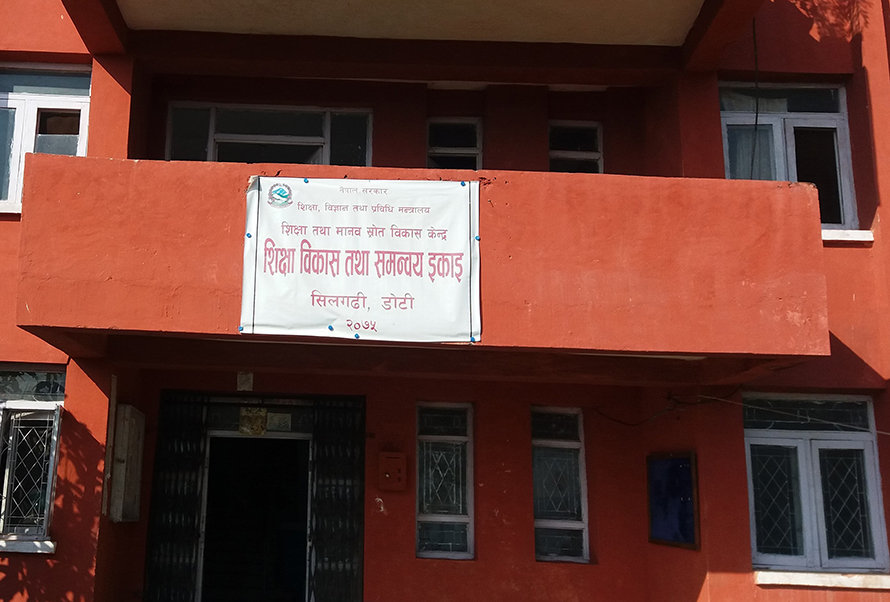 नेपाल सरकार
शिक्षा, विज्ञान तथा प्रविधि मन्त्रालय
शिक्षा तथा मानव स्रोत विकास केन्द्र
शिक्षा विकास तथा समन्वय इकाइ
सिलगढी, डोटी
२०७५